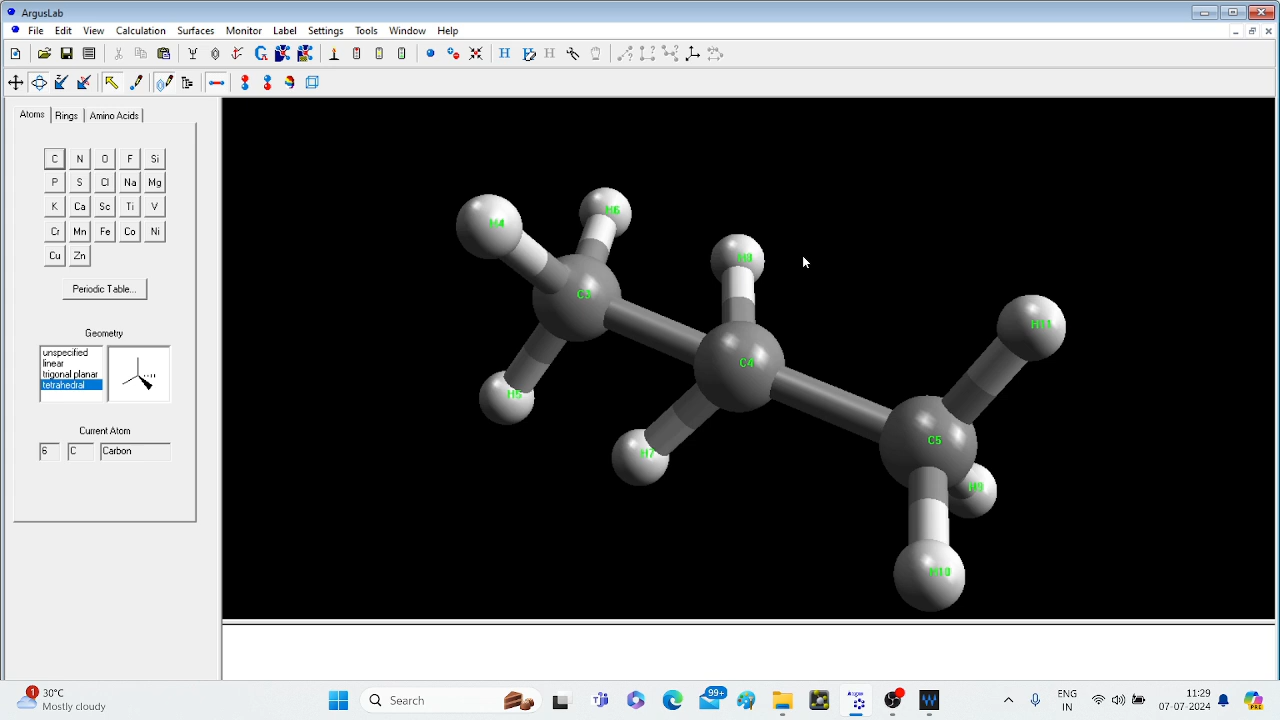 ArgusLab
File Edit View Calculation Surfaces Monitor Label Settings Tools Window Help
Atoms Rings Amino Acids
C N O F Si
P S Cl Na Mg
K Ca Sc Ti V
Cr Mn Fe Co Ni
Cu Zn
Periodic Table...
Geometry
unspecified
linear
trigonal planar
tetrahedral
Current Atom
6 C Carbon
H4
H6
C3
H5
H8
C4
H7
H11
C5
H9
H10
1
30°C
Mostly cloudy
Search
99+
ENG
IN
11:29
07-07-2024